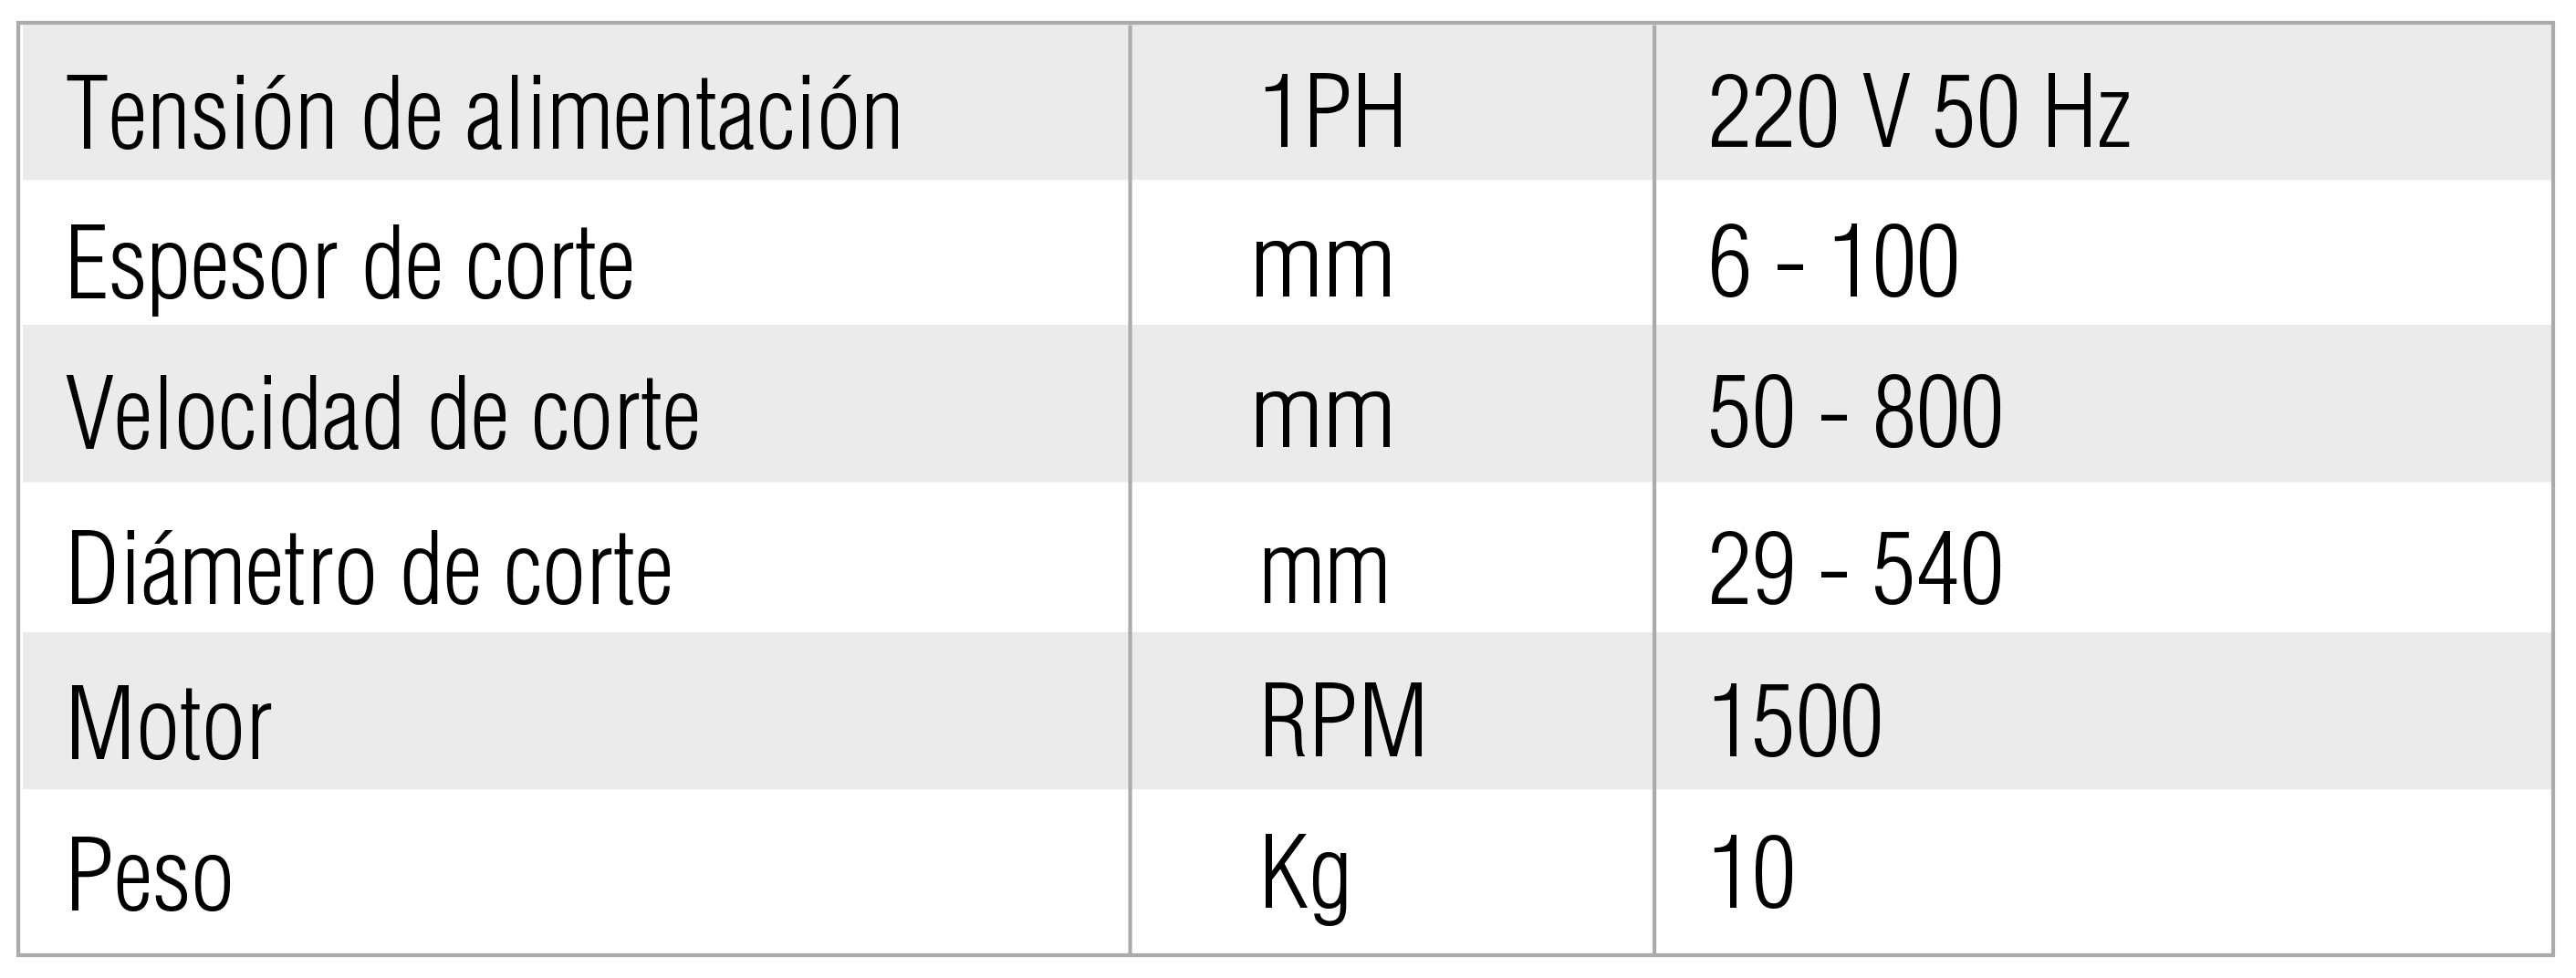 Tensión de alimentación 1PH 220 V 50 Hz
Espesor de corte mm 6 - 100
Velocidad de corte mm 50 - 800
Diámetro de corte mm 29 - 540
Motor RPM 1500
Peso Kg 10